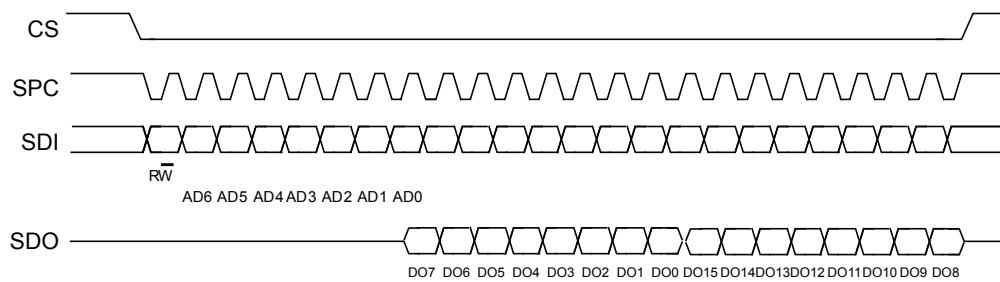 CS
SPC
SDI
RW
AD6 AD5 AD4 AD3 AD2 AD1 AD0
SDO
DO7 DO6 DO5 DO4 DO3 DO2 DO1 DO0 DO15 DO14 DO13 DO12 DO11 DO10 DO9 DO8